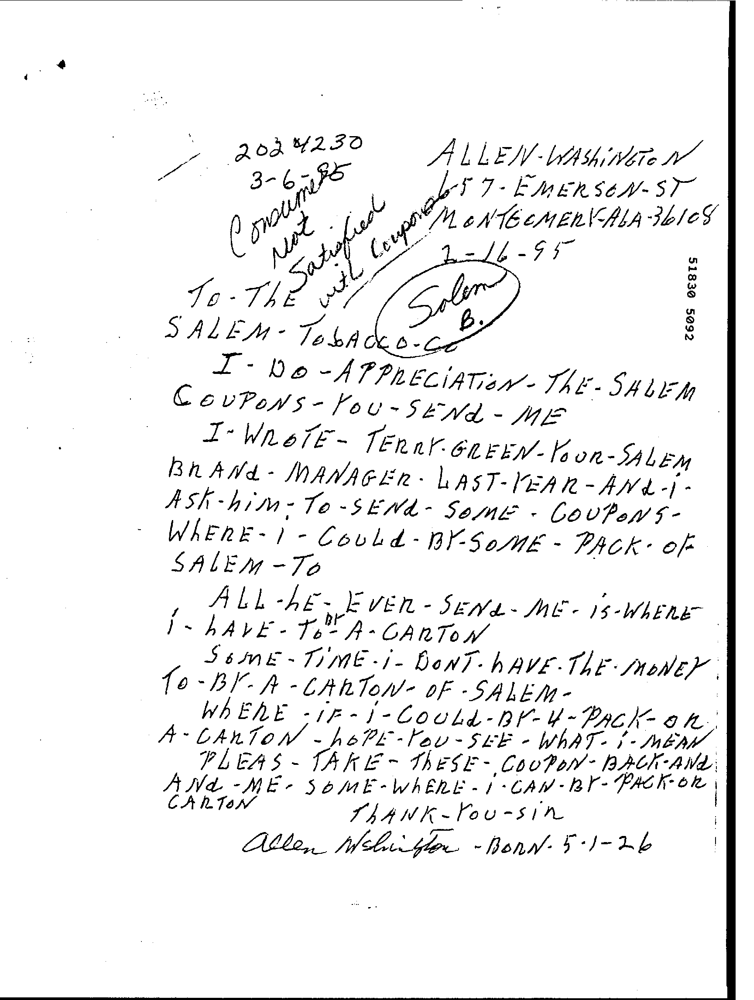 2024230
3-6-95
Consumer
Not
Satisfied
with Coupons
ALLEN-WAShiNGToN
657-EMERSON-ST
MONTGOMERY-AlA-36108
2-16-95
51830 5092
Salem
B.
To-ThE
SALEM-TobACCO-Co
I-DO-APPRECiATioN-ThE-SALEM
COUPONS-YOU-SENd-ME
I-WROTE-TERRY-GREEN-YOUR-SALEM
BRANd-MANAGER-LAST-YEAR-ANd-i-
ASK-hiM-To-SENd-SOME-COUPONS-
WhERE-i-COULd-BY-SOME-PACK-OF
SALEM-To
ALL-hE-EVER-SENd-ME-iS-WhERE
i-hAVE-To-BY-A-CARTON
SOME-TiME-i-DONT-hAVE-ThE-MONEY
To-BY-A-CARTON-OF-SALEM-
WhERE-iF-i-COULd-BY-4-PACK-OR
A-CARTON-hOPE-YOU-SEE-WhAT-i-MEAN
PLEAS-TAKE-ThESE-COUPON-BACK-ANd
ANd-ME-SOME-WhERE-i-CAN-BY-PACK-OR
CARTON
ThANK-YOU-SiR
Allen Washington-BORN-5-1-26